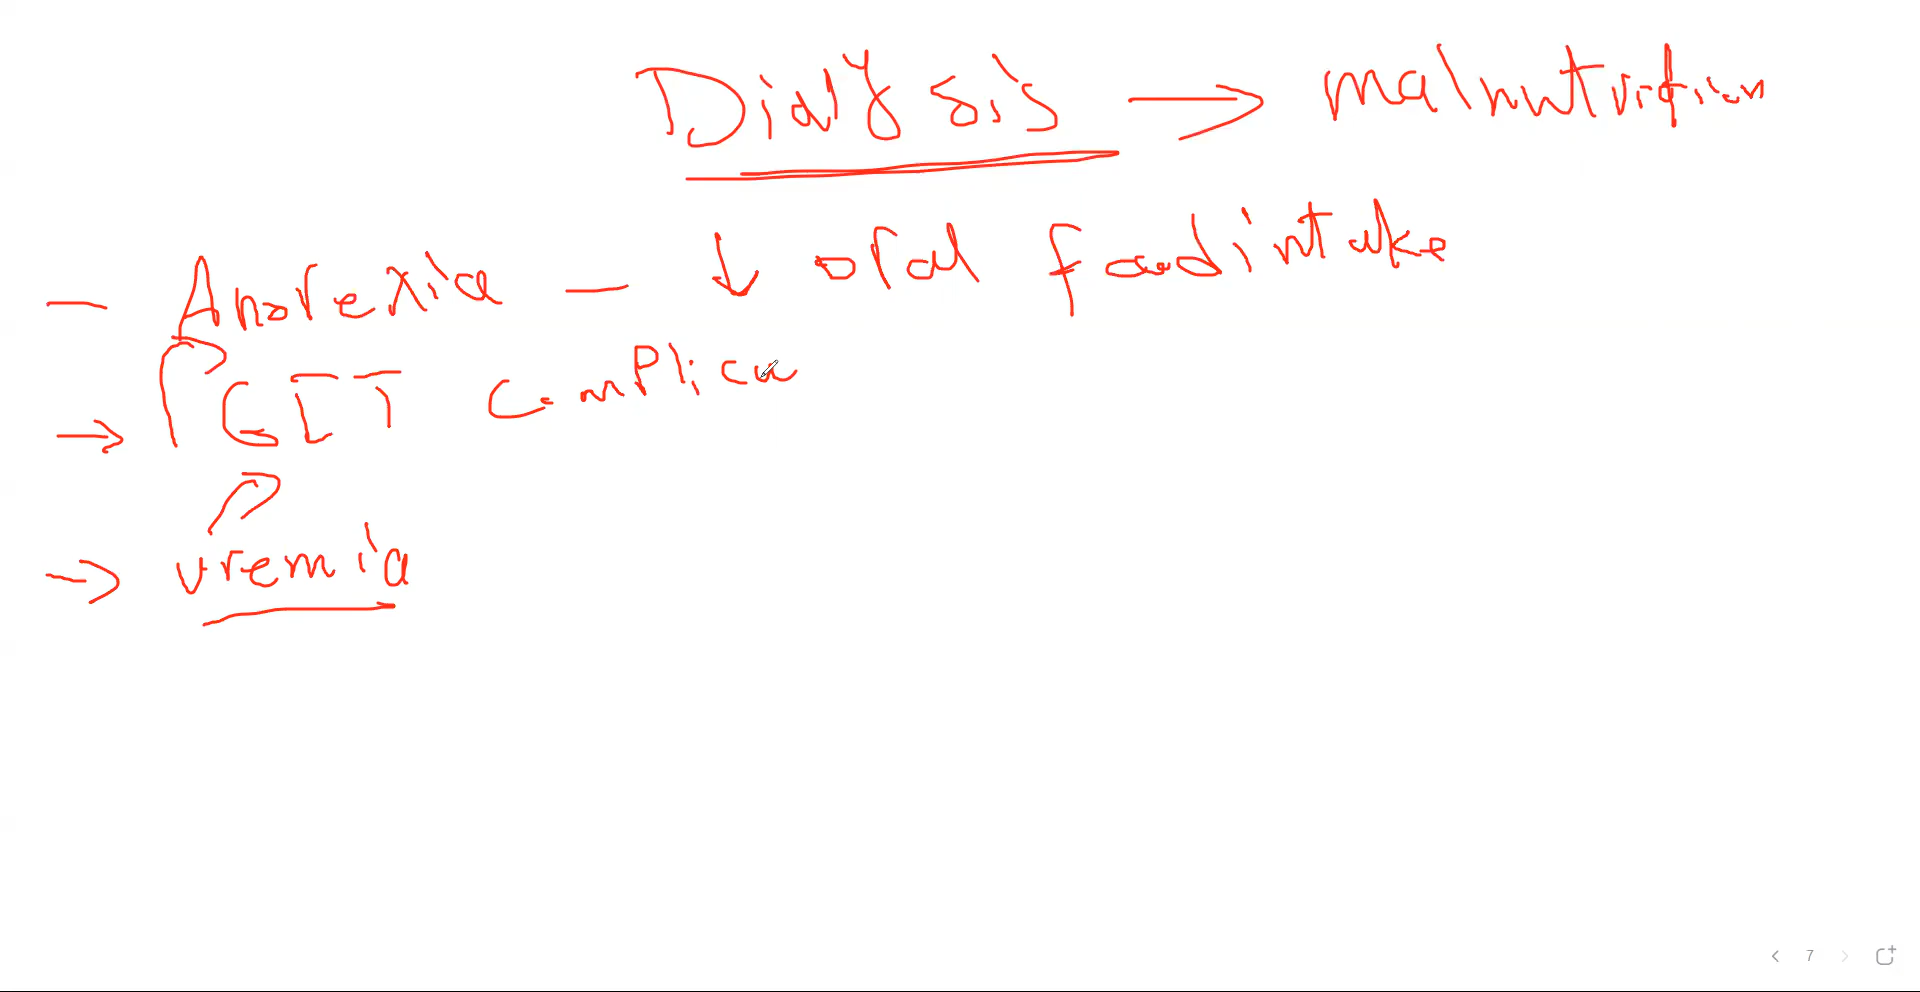 Dialysis → malnutrition
— Anorexia — ↓ oral food intake
→ GIT Complica
→ uremia
7